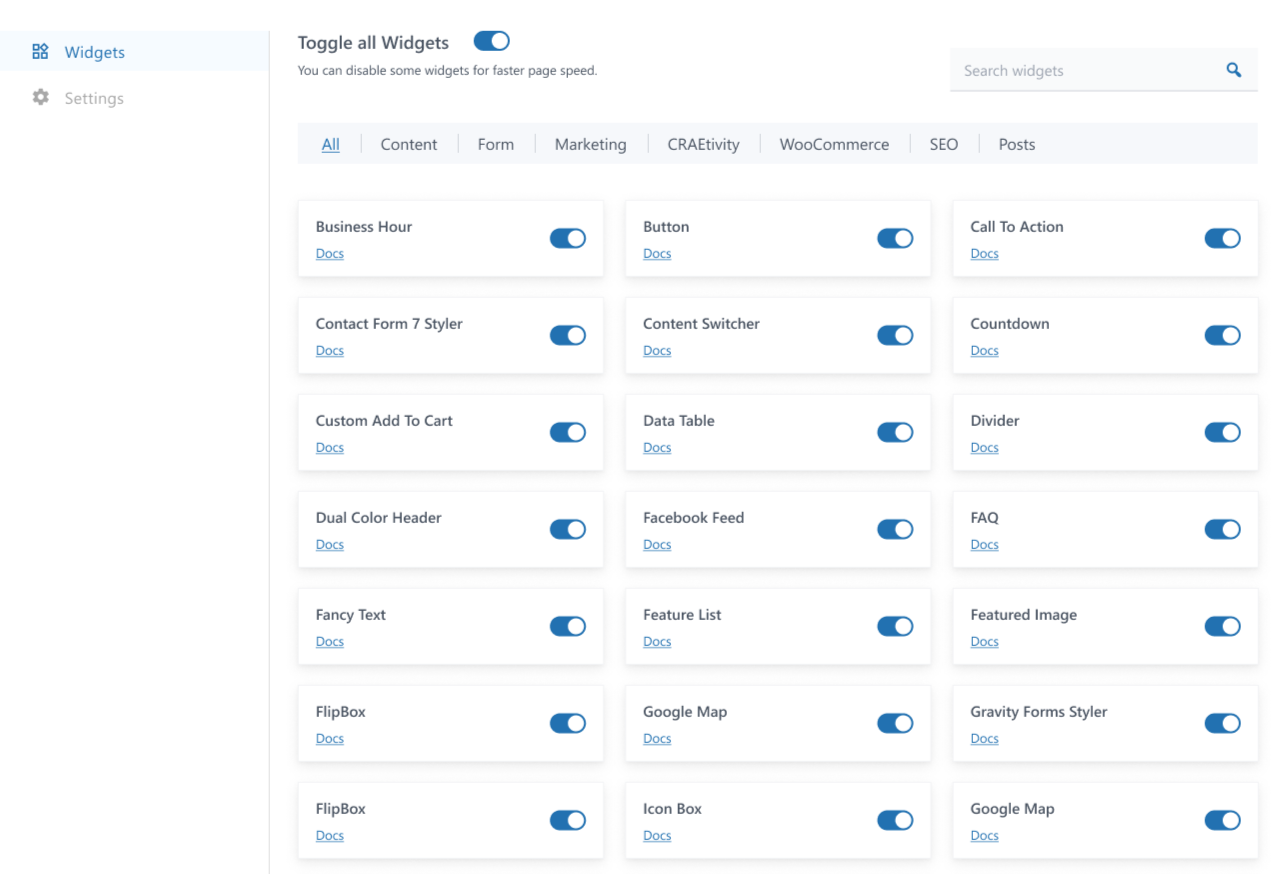 Widgets
Settings
Toggle all Widgets
You can disable some widgets for faster page speed.
Search widgets
All Content Form Marketing CRAEtivity WooCommerce SEO Posts
Business Hour
Docs
Button
Docs
Call To Action
Docs
Contact Form 7 Styler
Docs
Content Switcher
Docs
Countdown
Docs
Custom Add To Cart
Docs
Data Table
Docs
Divider
Docs
Dual Color Header
Docs
Facebook Feed
Docs
FAQ
Docs
Fancy Text
Docs
Feature List
Docs
Featured Image
Docs
FlipBox
Docs
Google Map
Docs
Gravity Forms Styler
Docs
FlipBox
Docs
Icon Box
Docs
Google Map
Docs